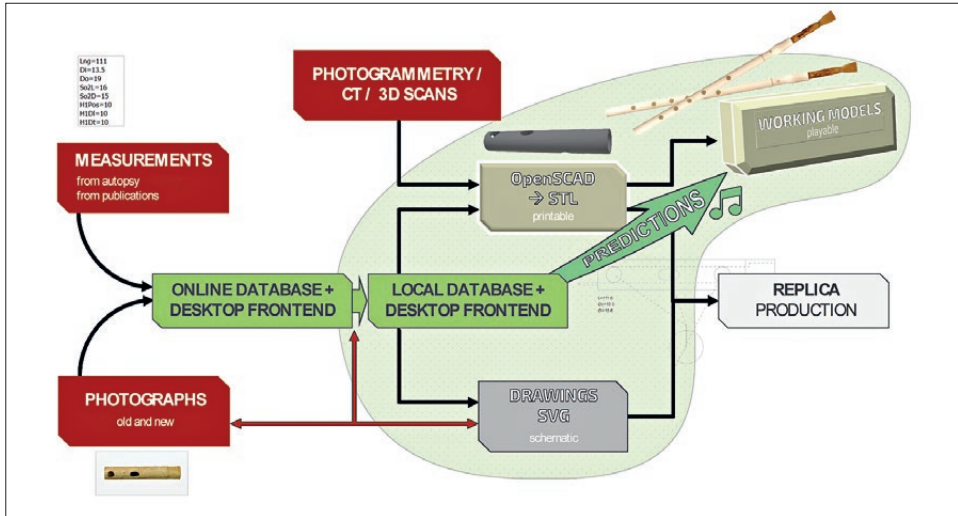 Lng=111
Di=13,5
Do=19
So2L=16
So2D=15
H1Pos=10
H1Dl=10
H1Dt=10
PHOTOGRAMMETRY /
CT / 3D SCANS
WORKING MODELS
playable
MEASUREMENTS
from autopsy
from publications
OpenSCAD
→ STL
printable
PREDICTIONS
ONLINE DATABASE +
DESKTOP FRONTEND
LOCAL DATABASE +
DESKTOP FRONTEND
REPLICA
PRODUCTION
PHOTOGRAPHS
old and new
DRAWINGS
SVG
schematic